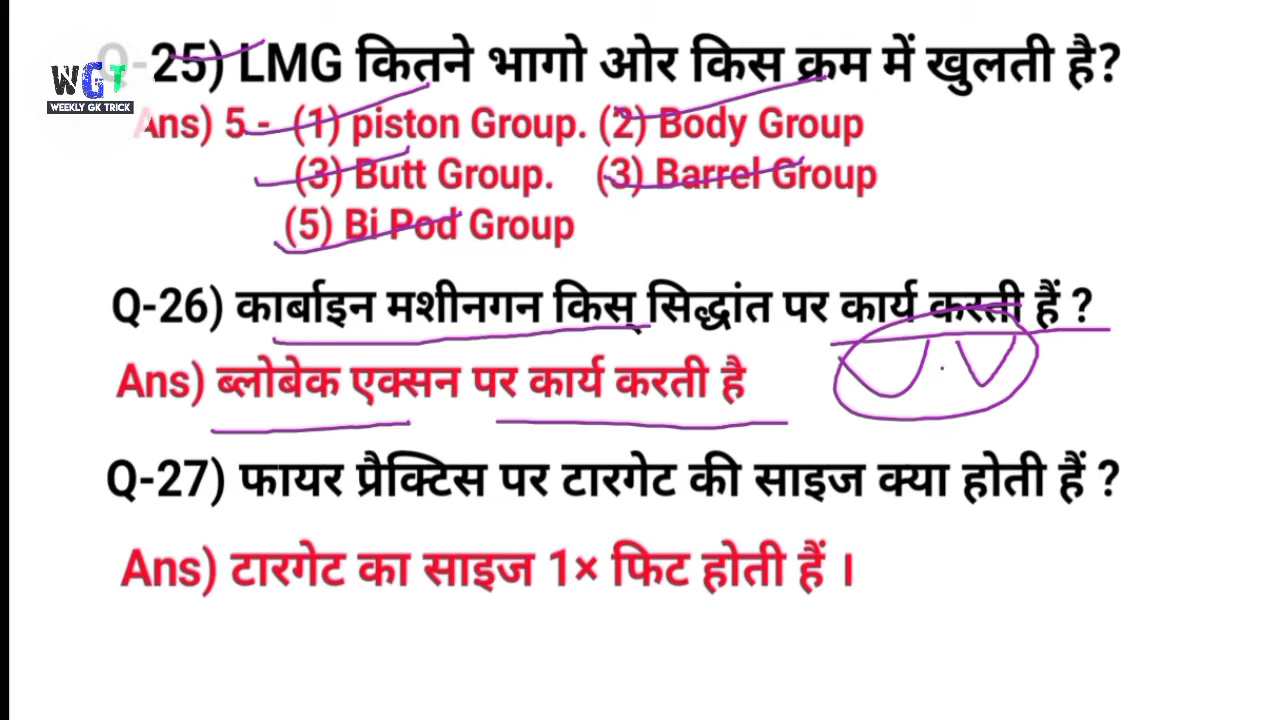 Q-25) LMG कितने भागो ओर किस क्रम में खुलती है?
WGT
WEEKLY GK TRICK
Ans) 5 - (1) piston Group. (2) Body Group
(3) Butt Group. (3) Barrel Group
(5) Bi Pod Group
Q-26) कार्बाइन मशीनगन किस् सिद्धांत पर कार्य करती हैं ?
Ans) ब्लोबेक एक्सन पर कार्य करती है
Q-27) फायर प्रैक्टिस पर टारगेट की साइज क्या होती हैं ?
Ans) टारगेट का साइज 1× फिट होती हैं ।